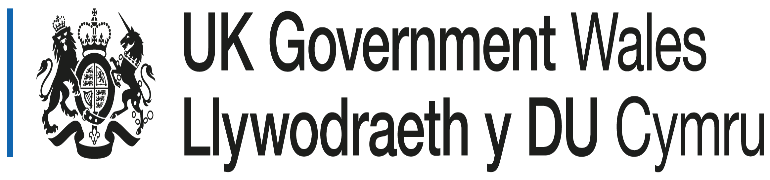 UK Government Wales
Llywodraeth y DU Cymru